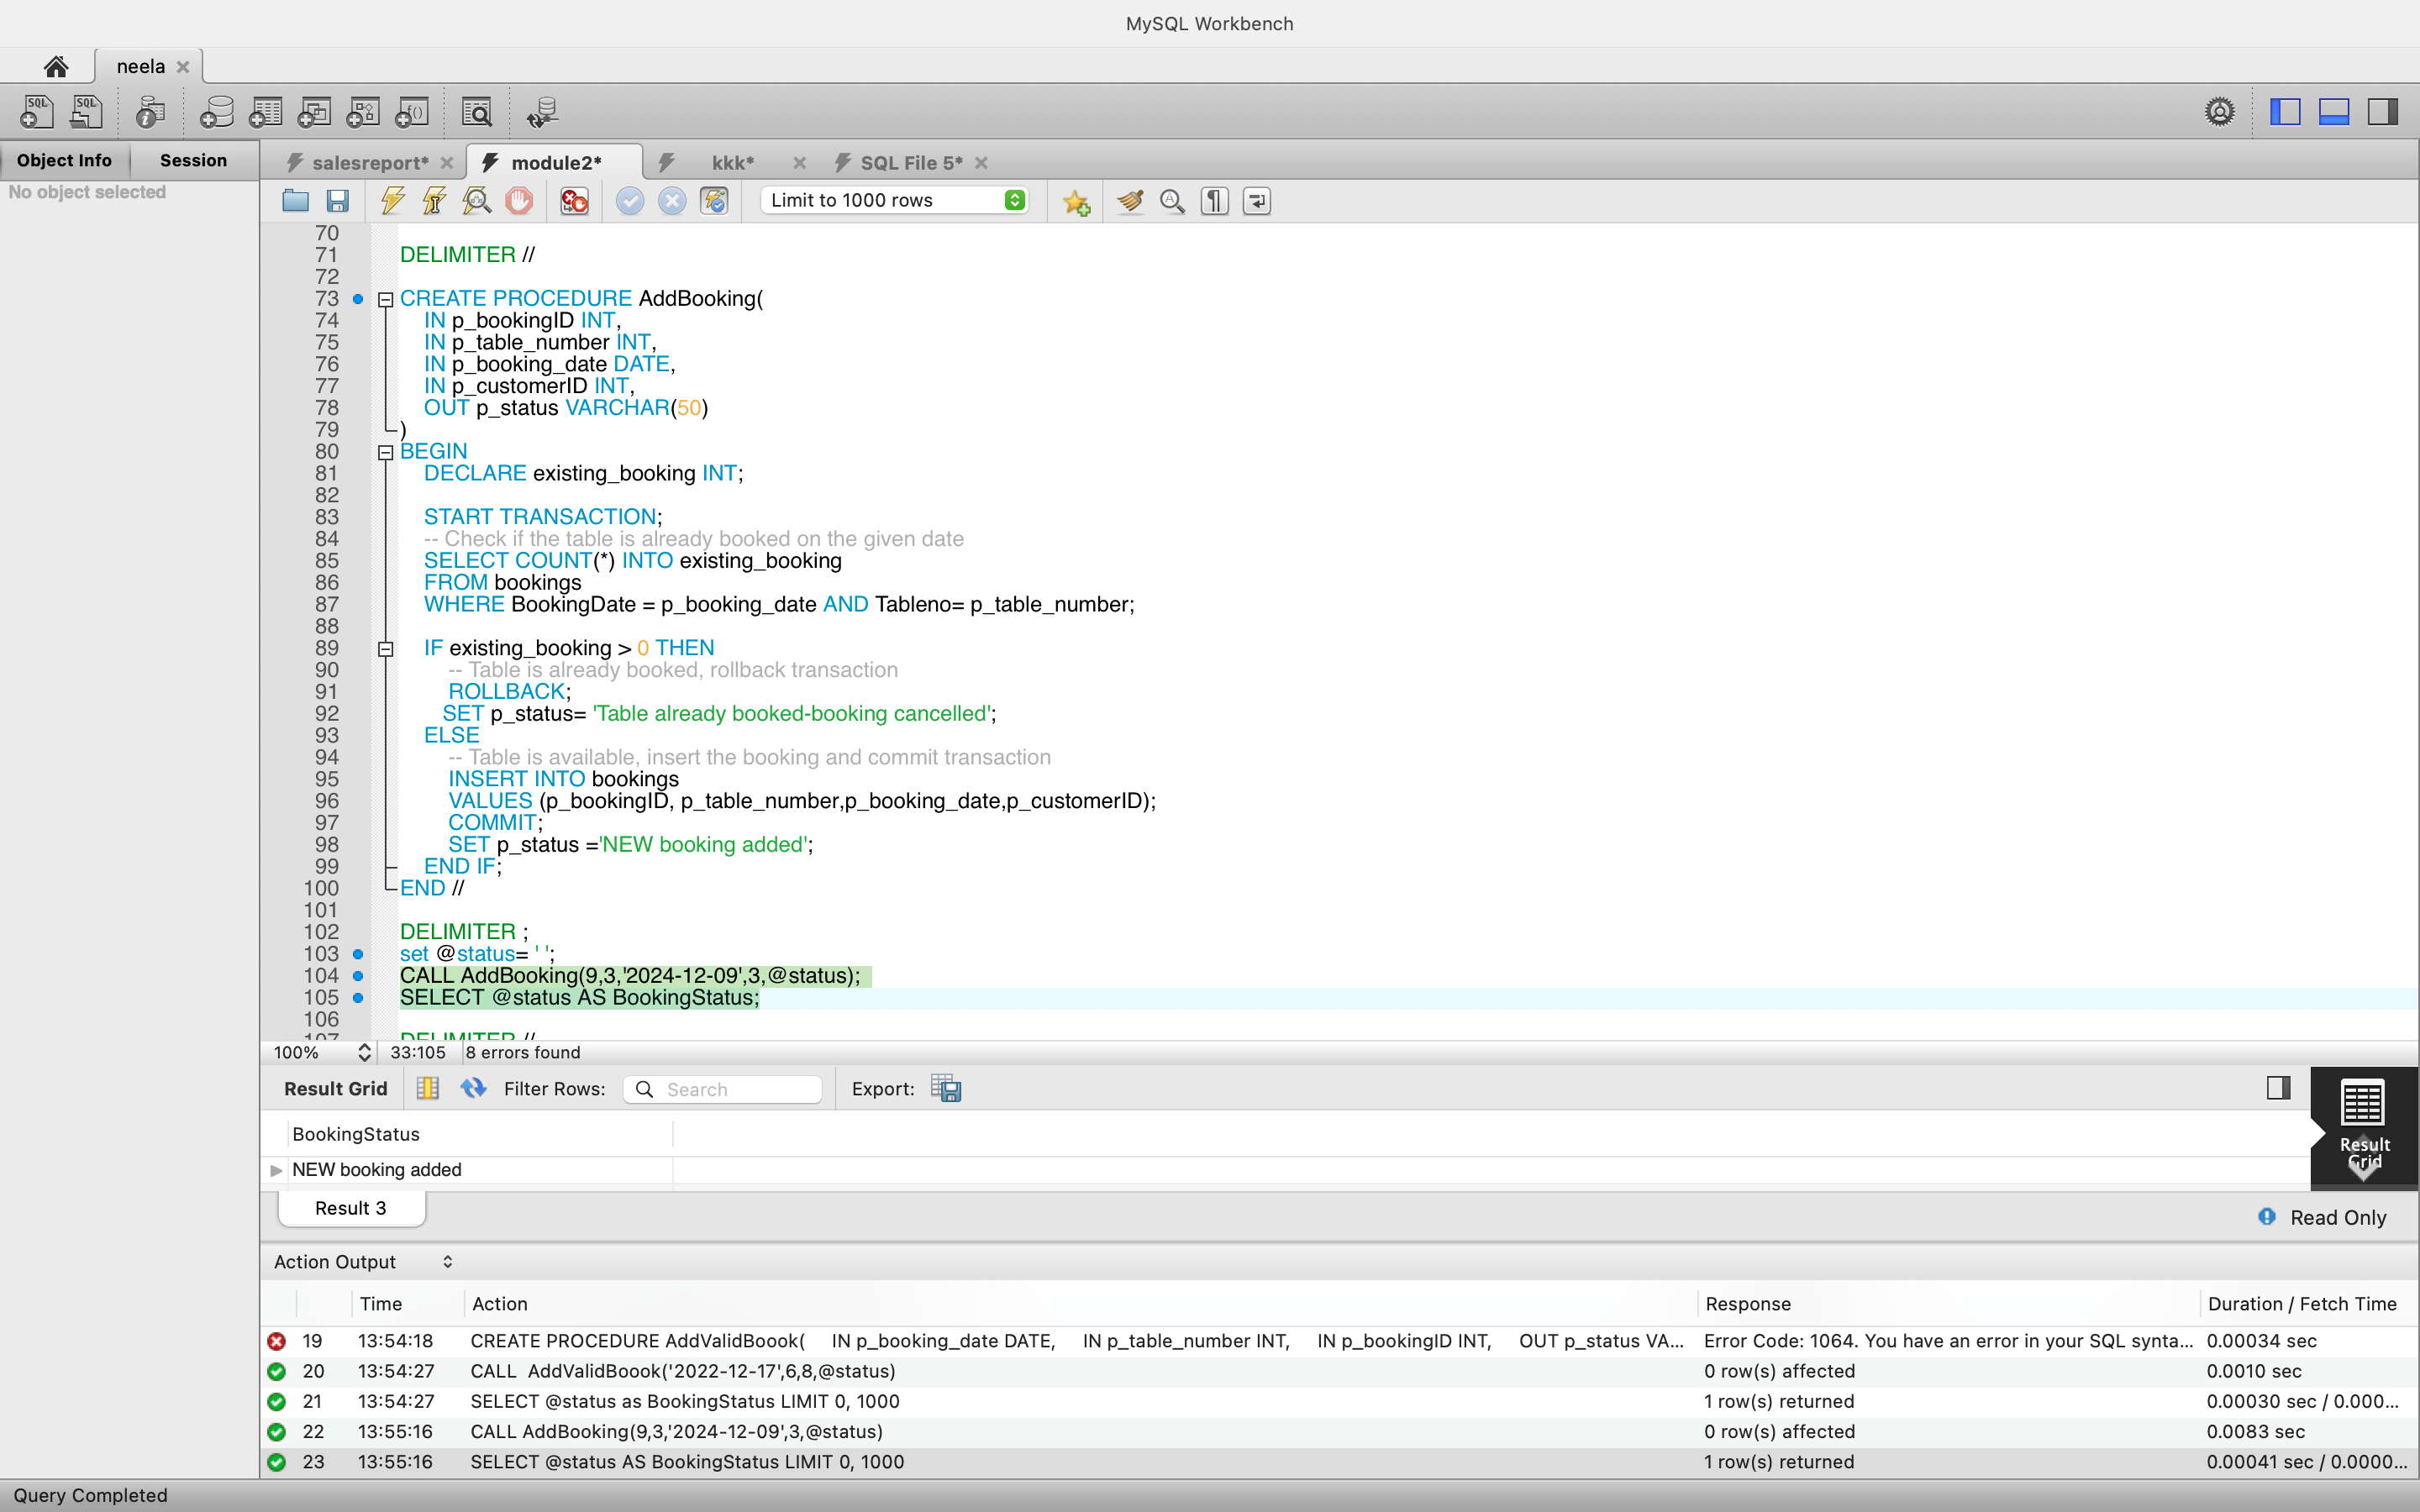 MySQL Workbench
neela
Object Info Session
No object selected
salesreport* module2* kkk* SQL File 5*
Limit to 1000 rows
70
71 DELIMITER //
72
73 CREATE PROCEDURE AddBooking(
74 IN p_bookingID INT,
75 IN p_table_number INT,
76 IN p_booking_date DATE,
77 IN p_customerID INT,
78 OUT p_status VARCHAR(50)
79 )
80 BEGIN
81 DECLARE existing_booking INT;
82
83 START TRANSACTION;
84 -- Check if the table is already booked on the given date
85 SELECT COUNT(*) INTO existing_booking
86 FROM bookings
87 WHERE BookingDate = p_booking_date AND Tableno= p_table_number;
88
89 IF existing_booking > 0 THEN
90 -- Table is already booked, rollback transaction
91 ROLLBACK;
92 SET p_status= 'Table already booked-booking cancelled';
93 ELSE
94 -- Table is available, insert the booking and commit transaction
95 INSERT INTO bookings
96 VALUES (p_bookingID, p_table_number,p_booking_date,p_customerID);
97 COMMIT;
98 SET p_status ='NEW booking added';
99 END IF;
100 END //
101
102 DELIMITER ;
103 set @status= ' ';
104 CALL AddBooking(9,3,'2024-12-09',3,@status);
105 SELECT @status AS BookingStatus;
106
107 DELIMITER //
100% 33:105 8 errors found
Result Grid Filter Rows: Search Export:
BookingStatus
NEW booking added
Result Grid
Result 3
Read Only
Action Output
Time Action Response Duration / Fetch Time
19 13:54:18 CREATE PROCEDURE AddValidBoook( IN p_booking_date DATE, IN p_table_number INT, IN p_bookingID INT, OUT p_status VA... Error Code: 1064. You have an error in your SQL synta... 0.00034 sec
20 13:54:27 CALL AddValidBoook('2022-12-17',6,8,@status) 0 row(s) affected 0.0010 sec
21 13:54:27 SELECT @status as BookingStatus LIMIT 0, 1000 1 row(s) returned 0.00030 sec / 0.000...
22 13:55:16 CALL AddBooking(9,3,'2024-12-09',3,@status) 0 row(s) affected 0.0083 sec
23 13:55:16 SELECT @status AS BookingStatus LIMIT 0, 1000 1 row(s) returned 0.00041 sec / 0.0000...
Query Completed